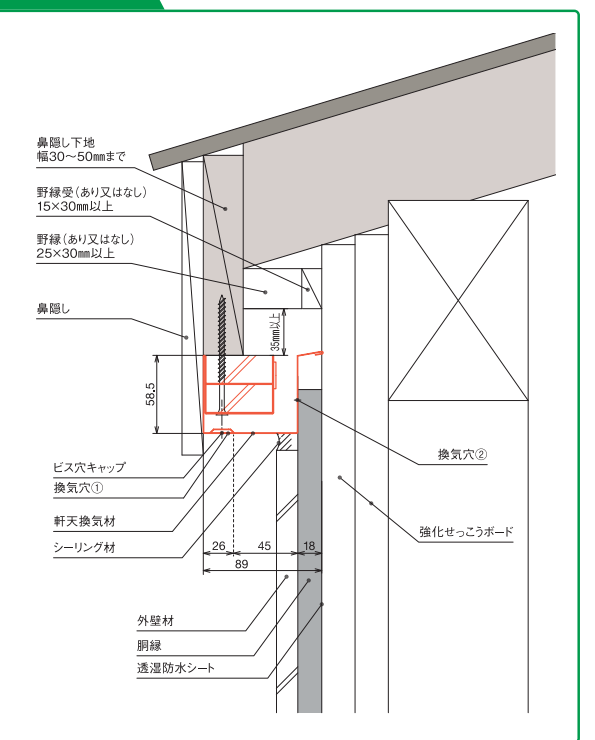 鼻隠し下地
幅30～50㎜まで
野縁受（あり又はなし）
15×30㎜以上
野縁（あり又はなし）
25×30㎜以上
鼻隠し
35㎜以上
58.5
ビス穴キャップ
換気穴①
軒天換気材
シーリング材
換気穴②
強化せっこうボード
26
45
18
89
外壁材
胴縁
透湿防水シート